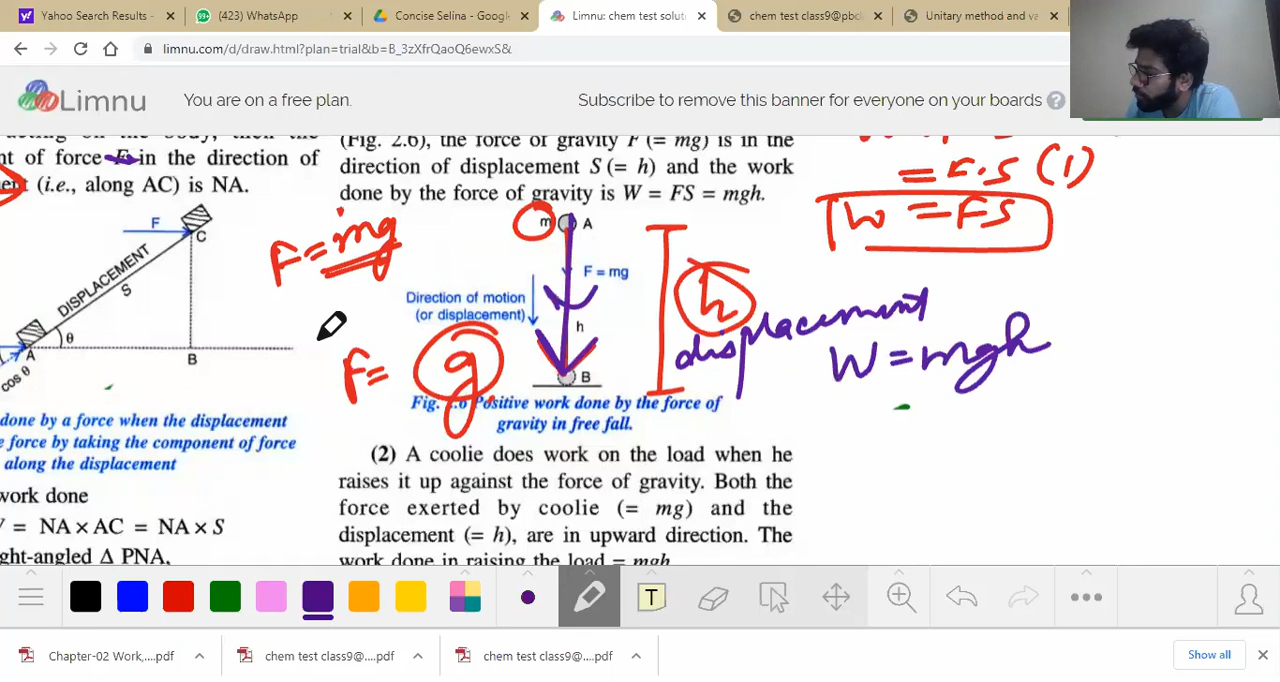 Yahoo Search Results -
(423) WhatsApp
Concise Selina - Google
Limnu: chem test solut
chem test class9@pbcl
Unitary method and va
limnu.com/d/draw.html?plan=trial&b=B_3zXfrQaoQ6ewxS&
Limnu
You are on a free plan.
Subscribe to remove this banner for everyone on your boards
nt of force F in the direction of
(i.e., along AC) is NA.
F
C
DISPLACEMENT
S
A
θ
B
cos θ
done by a force when the displacement
e force by taking the component of force
along the displacement
work done
= NA × AC = NA × S
ght-angled Δ PNA,
(Fig. 2.6), the force of gravity F (= mg) is in the
direction of displacement S (= h) and the work
done by the force of gravity is W = FS = mgh.
F = mg
m
A
F = mg
Direction of motion
(or displacement)
h
h
displacement
F =
g
B
Fig. 2.6 Positive work done by the force of
gravity in free fall.
(2) A coolie does work on the load when he
raises it up against the force of gravity. Both the
force exerted by coolie (= mg) and the
displacement (= h), are in upward direction. The
work done in raising the load = mgh
= F.S (1)
W = FS
W = mgh
T
Chapter-02 Work,....pdf
chem test class9@....pdf
chem test class9@....pdf
Show all